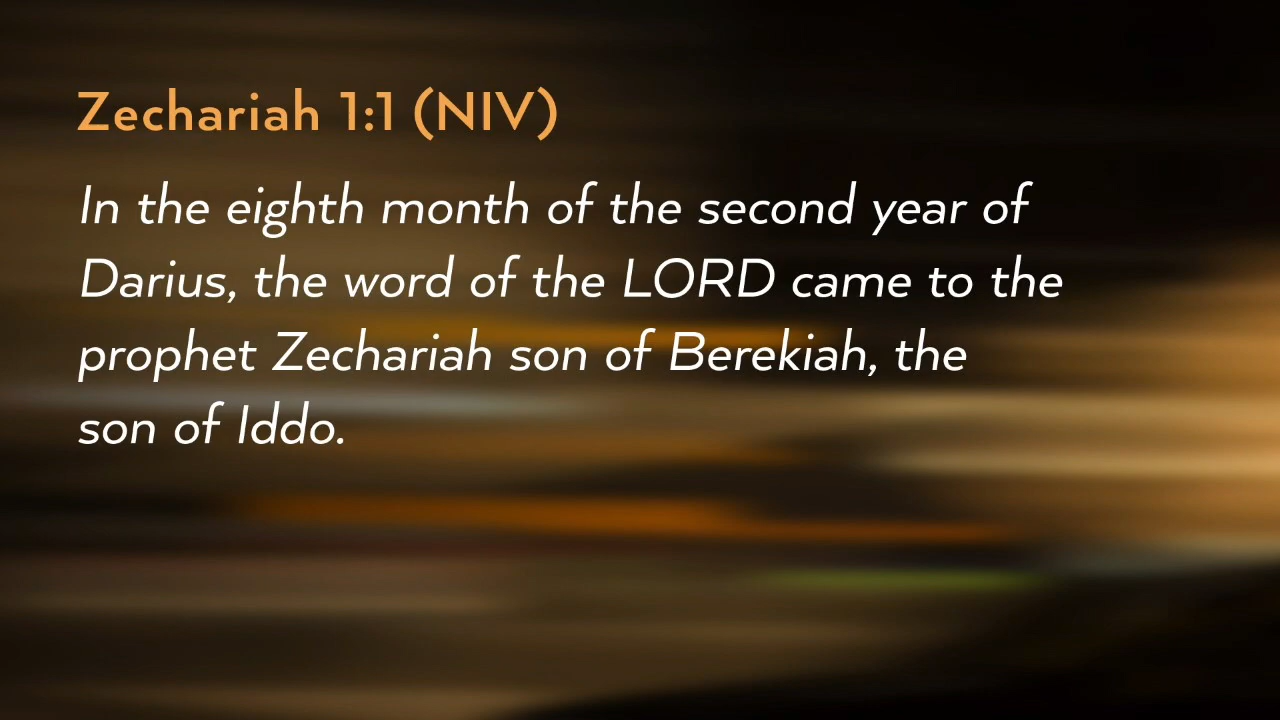 Zechariah 1:1 (NIV)
In the eighth month of the second year of
Darius, the word of the LORD came to the
prophet Zechariah son of Berekiah, the
son of Iddo.